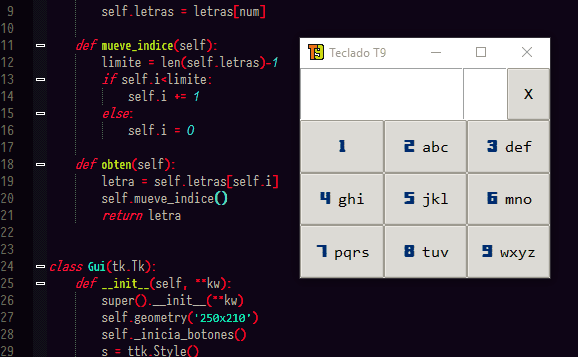 9 self.letras = letras[num]
10
11 def mueve_indice(self):
12 limite = len(self.letras)-1
13 if self.i<limite:
14 self.i += 1
15 else:
16 self.i = 0
17
18 def obten(self):
19 letra = self.letras[self.i]
20 self.mueve_indice()
21 return letra
22
23
24 class Gui(tk.Tk):
25 def __init__(self, **kw):
26 super().__init__(**kw)
27 self.geometry('250x210')
28 self._inicia_botones()
29 s = ttk.Style()
Teclado T9
X
1 2 abc 3 def
4 ghi 5 jkl 6 mno
7 pqrs 8 tuv 9 wxyz